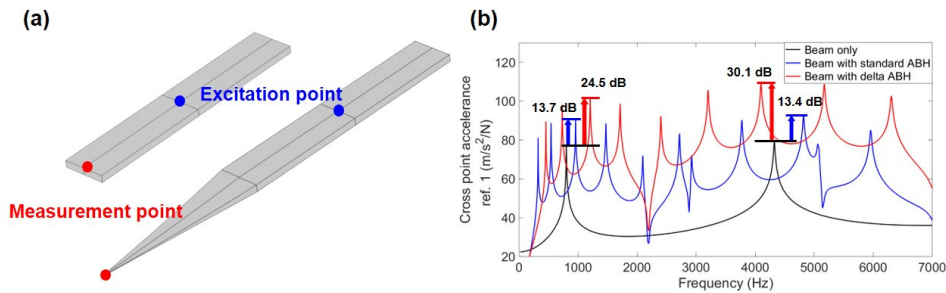 (a)
Excitation point
Measurement point
(b)
Cross point accelerance
ref. 1 (m/s²/N)
120
100
80
60
40
20
13.7 dB
24.5 dB
30.1 dB
13.4 dB
Beam only
Beam with standard ABH
Beam with delta ABH
0
1000
2000
3000
4000
5000
6000
7000
Frequency (Hz)